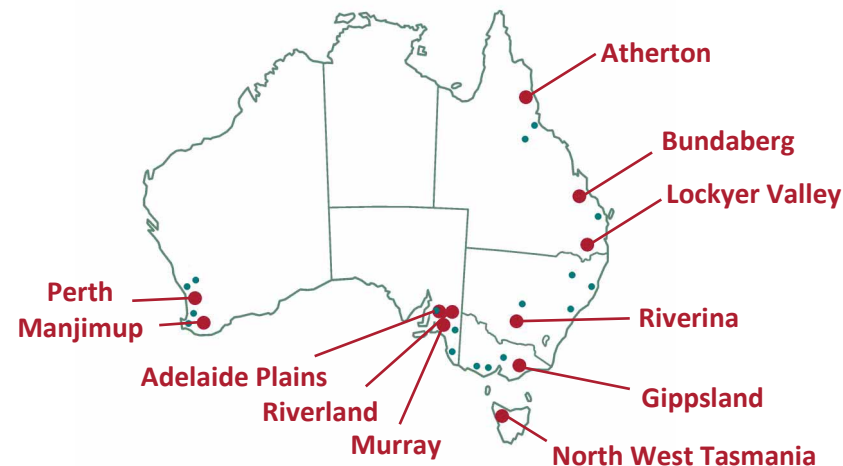 Atherton
Bundaberg
Lockyer Valley
Perth
Manjimup
Riverina
Adelaide Plains
Riverland
Murray
Gippsland
North West Tasmania